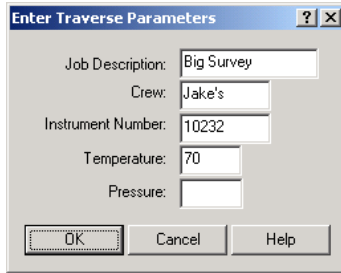 Enter Traverse Parameters ? X
Job Description: Big Survey
Crew: Jake's
Instrument Number: 10232
Temperature: 70
Pressure:
OK Cancel Help